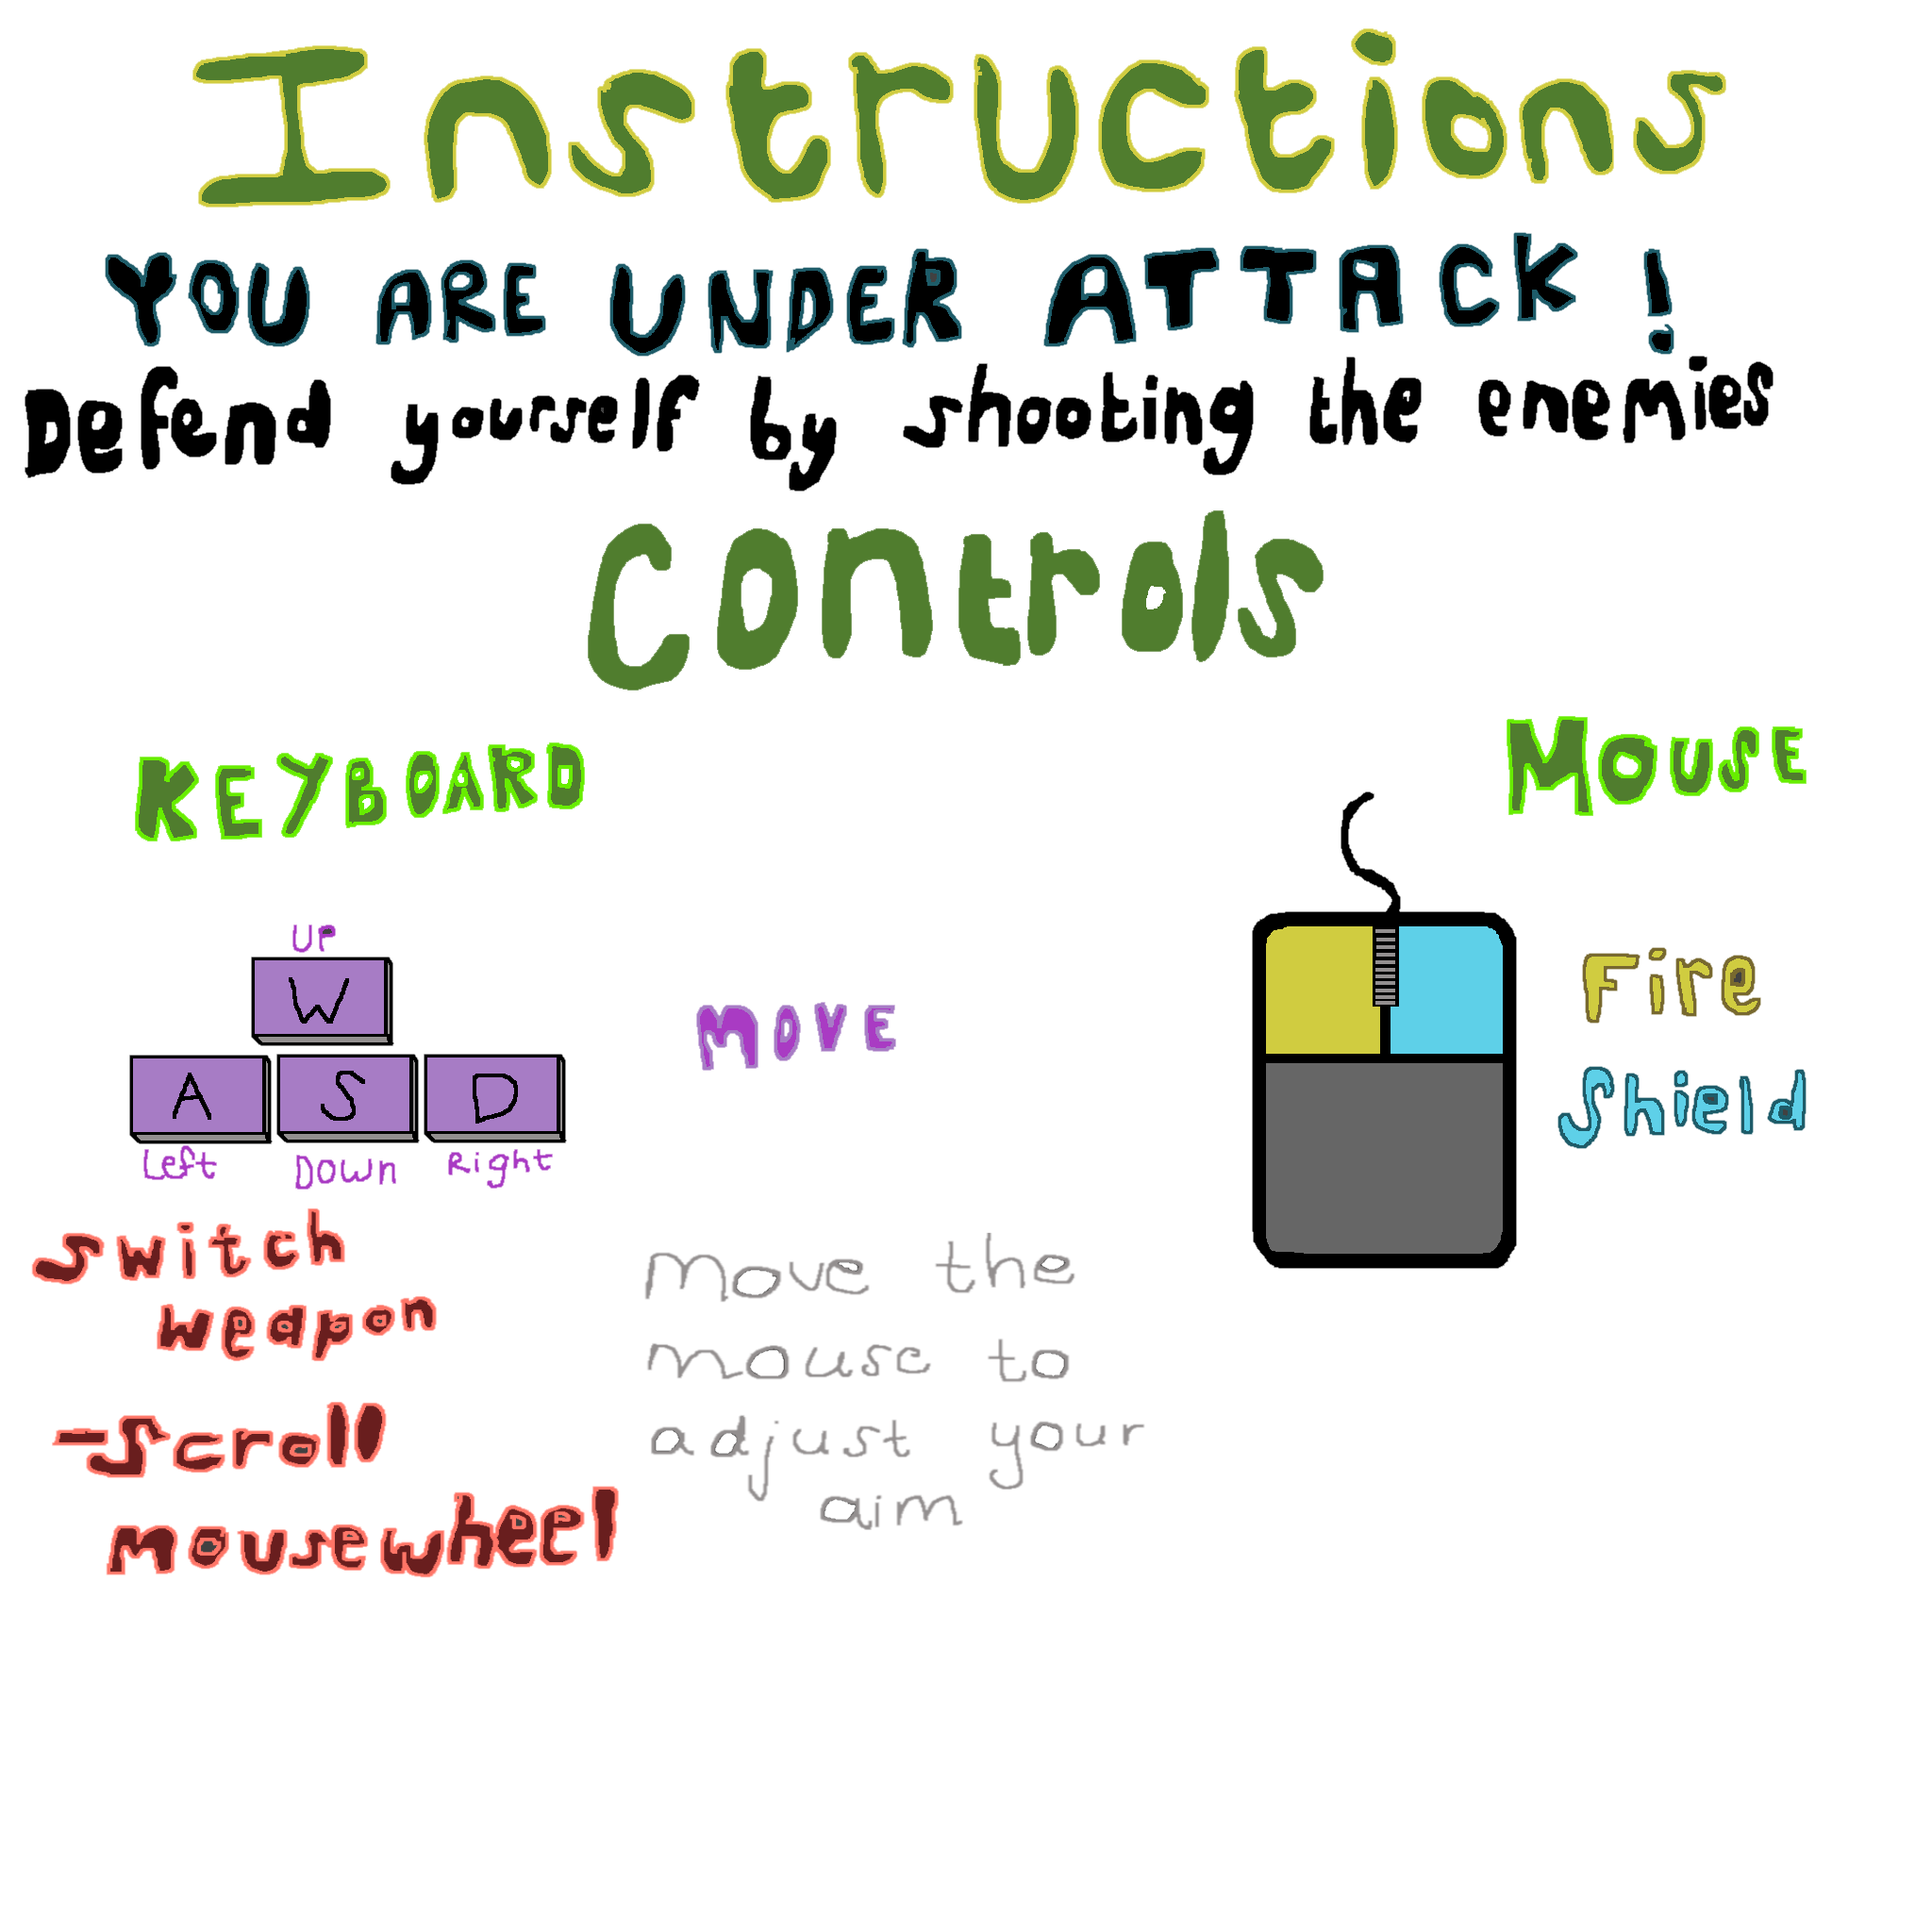 Instructions
YOU ARE UNDER ATTACK!
Defend yourself by shooting the enemies
Controls
KEYBOARD
MOUSE
UP
W
A S D
Left Down Right
MOVE
Fire
Shield
Switch
weapon
-Scroll
mousewheel
move the
mouse to
adjust your
aim